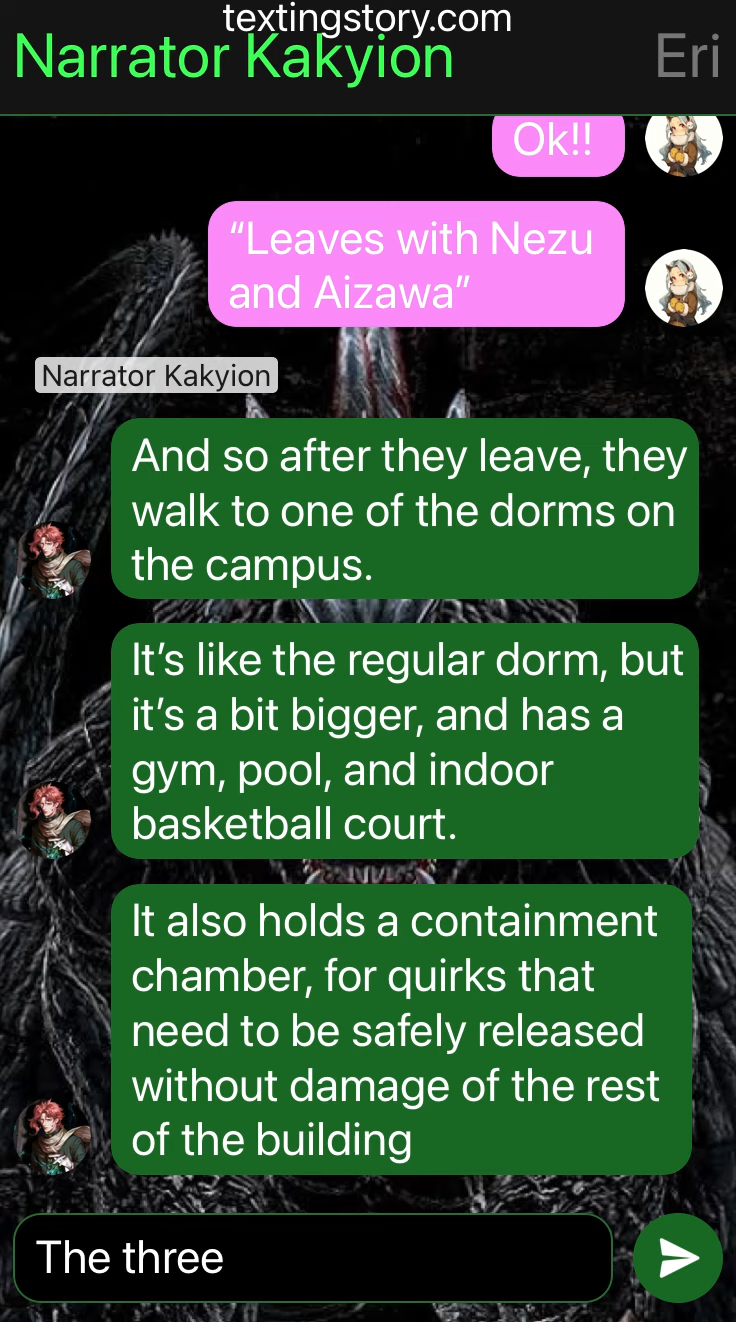 textingstory.com
Narrator Kakyion
Eri
Ok!!
“Leaves with Nezu
and Aizawa”
Narrator Kakyion
And so after they leave, they
walk to one of the dorms on
the campus.
It’s like the regular dorm, but
it’s a bit bigger, and has a
gym, pool, and indoor
basketball court.
It also holds a containment
chamber, for quirks that
need to be safely released
without damage of the rest
of the building
The three